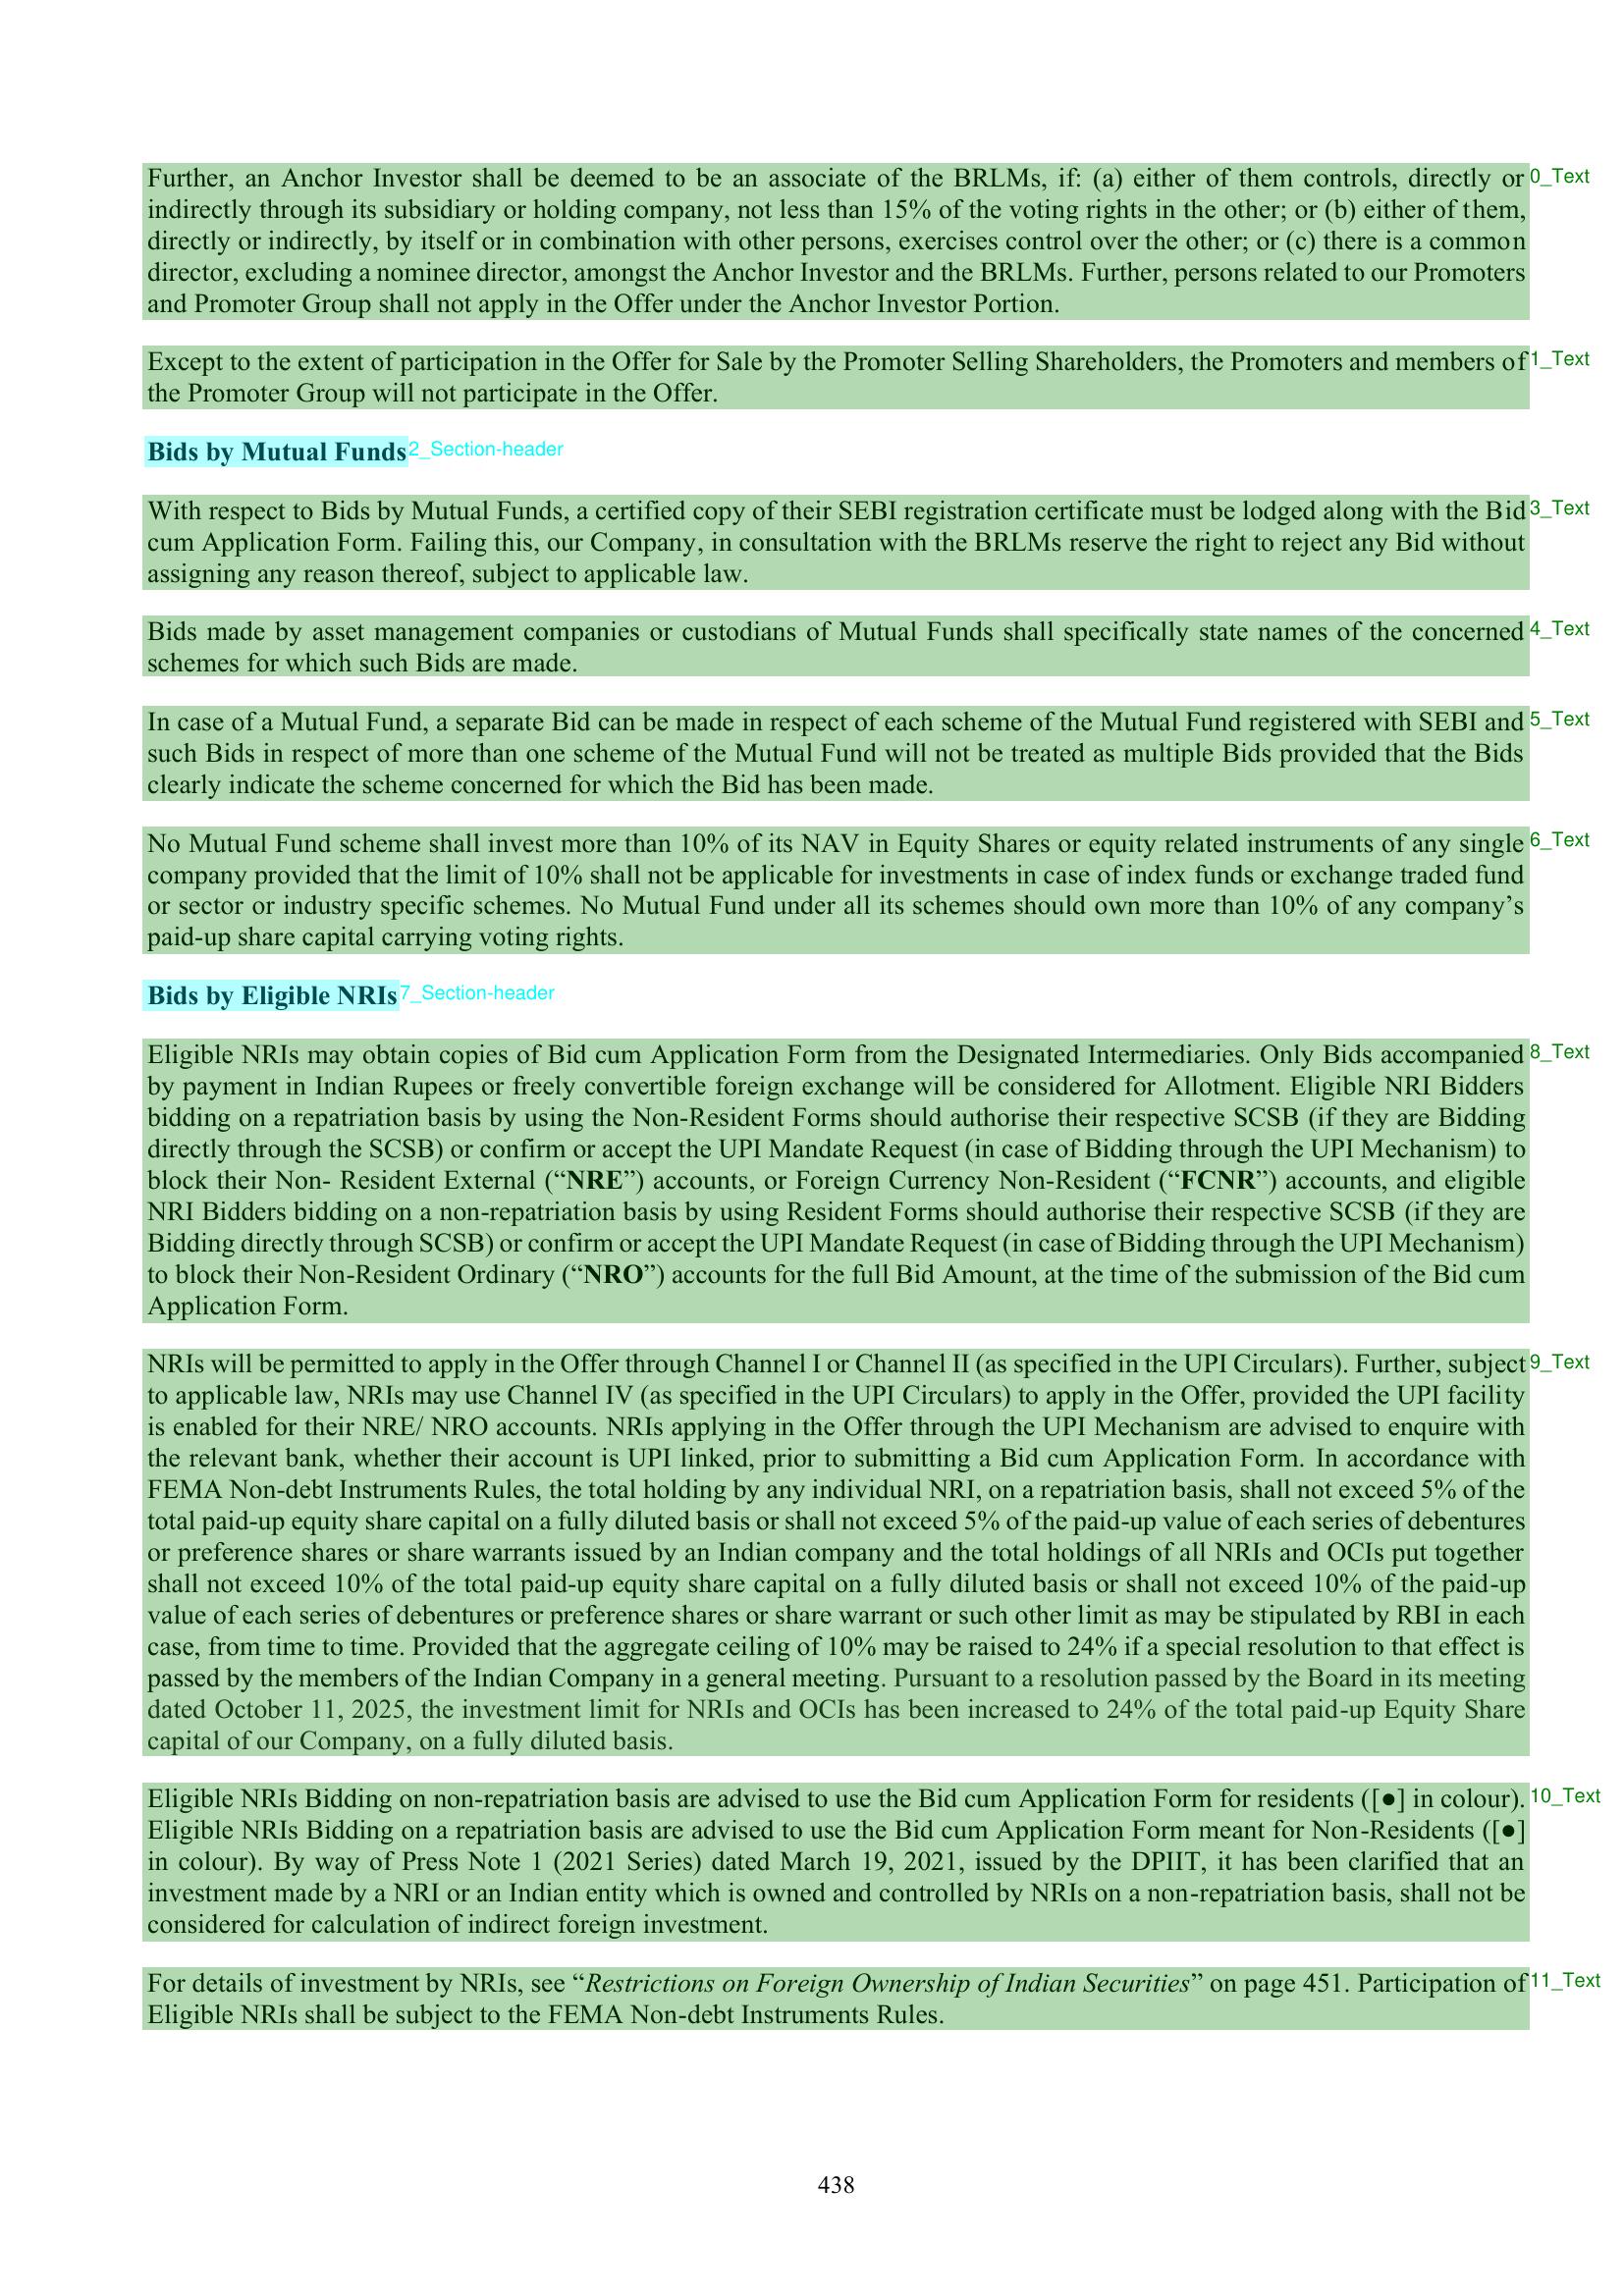 Further, an Anchor Investor shall be deemed to be an associate of the BRLMs, if: (a) either of them controls, directly or 0_Text
indirectly through its subsidiary or holding company, not less than 15% of the voting rights in the other; or (b) either of them,
directly or indirectly, by itself or in combination with other persons, exercises control over the other; or (c) there is a common
director, excluding a nominee director, amongst the Anchor Investor and the BRLMs. Further, persons related to our Promoters
and Promoter Group shall not apply in the Offer under the Anchor Investor Portion.
Except to the extent of participation in the Offer for Sale by the Promoter Selling Shareholders, the Promoters and members of 1_Text
the Promoter Group will not participate in the Offer.
Bids by Mutual Funds 2_Section-header
With respect to Bids by Mutual Funds, a certified copy of their SEBI registration certificate must be lodged along with the Bid 3_Text
cum Application Form. Failing this, our Company, in consultation with the BRLMs reserve the right to reject any Bid without
assigning any reason thereof, subject to applicable law.
Bids made by asset management companies or custodians of Mutual Funds shall specifically state names of the concerned 4_Text
schemes for which such Bids are made.
In case of a Mutual Fund, a separate Bid can be made in respect of each scheme of the Mutual Fund registered with SEBI and 5_Text
such Bids in respect of more than one scheme of the Mutual Fund will not be treated as multiple Bids provided that the Bids
clearly indicate the scheme concerned for which the Bid has been made.
No Mutual Fund scheme shall invest more than 10% of its NAV in Equity Shares or equity related instruments of any single 6_Text
company provided that the limit of 10% shall not be applicable for investments in case of index funds or exchange traded fund
or sector or industry specific schemes. No Mutual Fund under all its schemes should own more than 10% of any company’s
paid-up share capital carrying voting rights.
Bids by Eligible NRIs 7_Section-header
Eligible NRIs may obtain copies of Bid cum Application Form from the Designated Intermediaries. Only Bids accompanied 8_Text
by payment in Indian Rupees or freely convertible foreign exchange will be considered for Allotment. Eligible NRI Bidders
bidding on a repatriation basis by using the Non-Resident Forms should authorise their respective SCSB (if they are Bidding
directly through the SCSB) or confirm or accept the UPI Mandate Request (in case of Bidding through the UPI Mechanism) to
block their Non- Resident External (“NRE”) accounts, or Foreign Currency Non-Resident (“FCNR”) accounts, and eligible
NRI Bidders bidding on a non-repatriation basis by using Resident Forms should authorise their respective SCSB (if they are
Bidding directly through SCSB) or confirm or accept the UPI Mandate Request (in case of Bidding through the UPI Mechanism)
to block their Non-Resident Ordinary (“NRO”) accounts for the full Bid Amount, at the time of the submission of the Bid cum
Application Form.
NRIs will be permitted to apply in the Offer through Channel I or Channel II (as specified in the UPI Circulars). Further, subject 9_Text
to applicable law, NRIs may use Channel IV (as specified in the UPI Circulars) to apply in the Offer, provided the UPI facility
is enabled for their NRE/ NRO accounts. NRIs applying in the Offer through the UPI Mechanism are advised to enquire with
the relevant bank, whether their account is UPI linked, prior to submitting a Bid cum Application Form. In accordance with
FEMA Non-debt Instruments Rules, the total holding by any individual NRI, on a repatriation basis, shall not exceed 5% of the
total paid-up equity share capital on a fully diluted basis or shall not exceed 5% of the paid-up value of each series of debentures
or preference shares or share warrants issued by an Indian company and the total holdings of all NRIs and OCIs put together
shall not exceed 10% of the total paid-up equity share capital on a fully diluted basis or shall not exceed 10% of the paid-up
value of each series of debentures or preference shares or share warrant or such other limit as may be stipulated by RBI in each
case, from time to time. Provided that the aggregate ceiling of 10% may be raised to 24% if a special resolution to that effect is
passed by the members of the Indian Company in a general meeting. Pursuant to a resolution passed by the Board in its meeting
dated October 11, 2025, the investment limit for NRIs and OCIs has been increased to 24% of the total paid-up Equity Share
capital of our Company, on a fully diluted basis.
Eligible NRIs Bidding on non-repatriation basis are advised to use the Bid cum Application Form for residents ([●] in colour). 10_Text
Eligible NRIs Bidding on a repatriation basis are advised to use the Bid cum Application Form meant for Non-Residents ([●]
in colour). By way of Press Note 1 (2021 Series) dated March 19, 2021, issued by the DPIIT, it has been clarified that an
investment made by a NRI or an Indian entity which is owned and controlled by NRIs on a non-repatriation basis, shall not be
considered for calculation of indirect foreign investment.
For details of investment by NRIs, see “Restrictions on Foreign Ownership of Indian Securities” on page 451. Participation of 11_Text
Eligible NRIs shall be subject to the FEMA Non-debt Instruments Rules.
438